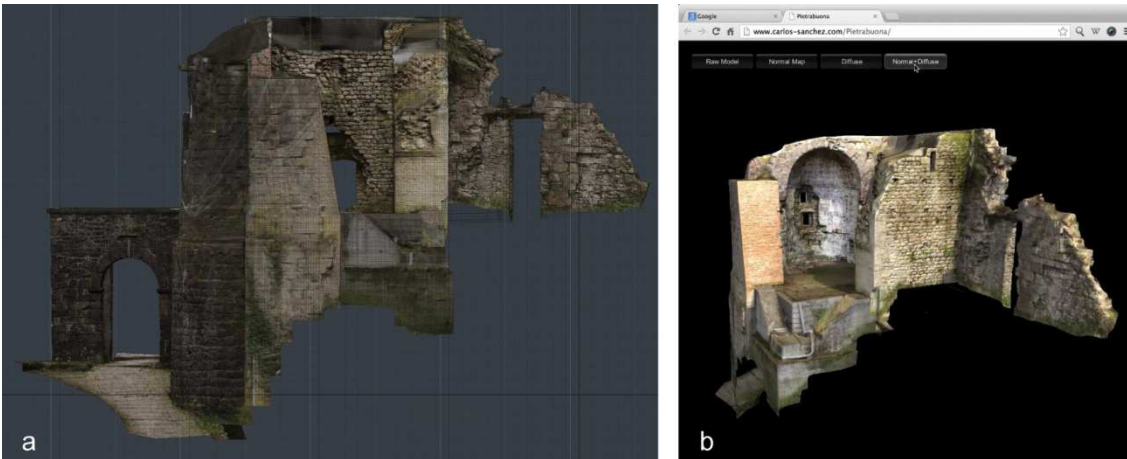 a
Google
Pietrabuona
www.carlos-sanchez.com/Pietrabuona/
Raw Model
Normal Map
Diffuse
Normal+Diffuse
b